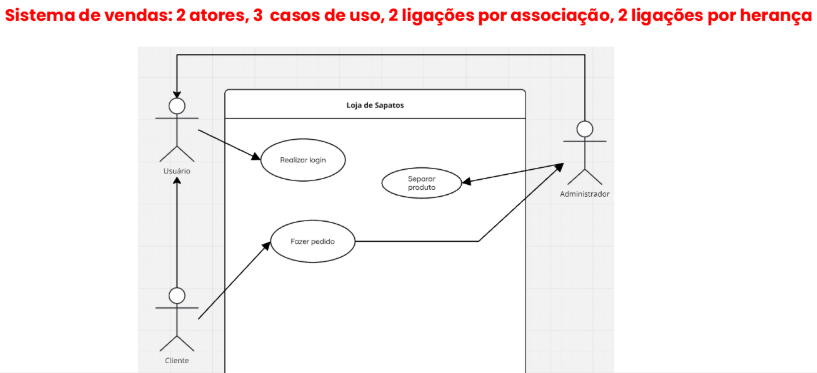 Sistema de vendas: 2 atores, 3 casos de uso, 2 ligações por associação, 2 ligações por herança
Loja de Sapatos
Realizar login
Usuário
Separar
produto
Administrador
Fazer pedido
Cliente